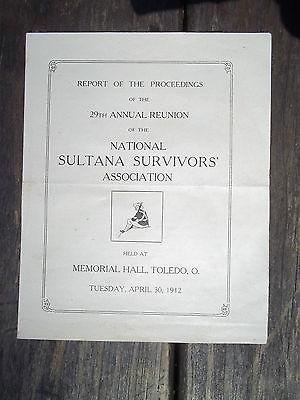 REPORT OF THE PROCEEDINGS
OF THE
29TH ANNUAL REUNION
OF THE
NATIONAL
SULTANA SURVIVORS'
ASSOCIATION
HELD AT
MEMORIAL HALL, TOLEDO, O.
TUESDAY, APRIL 30, 1912